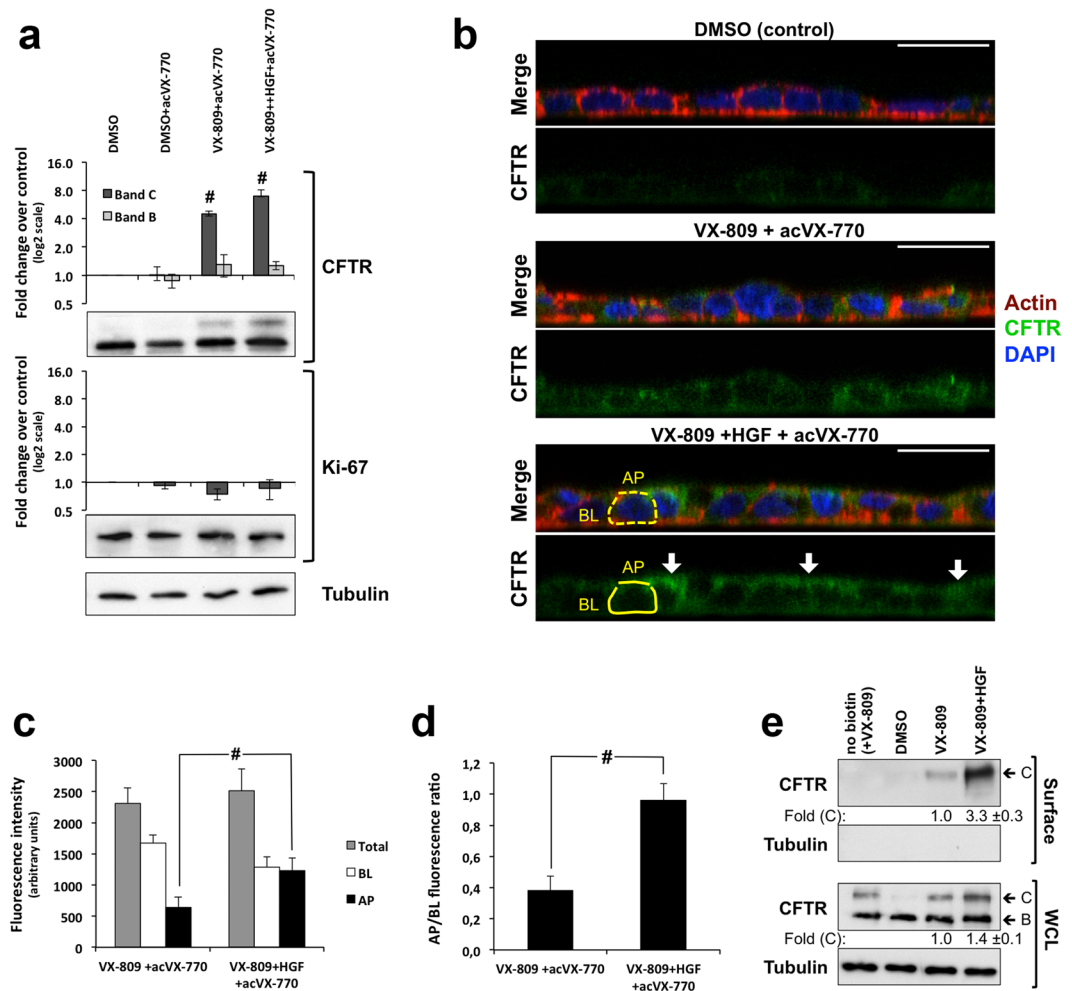 a
DMSO
DMSO+acVX-770
VX-809+acVX-770
VX-809++HGF+acVX-770
Fold change over control
(log2 scale)
16.0
8.0
4.0
2.0
1.0
0.5
Band C
Band B
#
#
CFTR
Fold change over control
(log2 scale)
16.0
8.0
4.0
2.0
1.0
0.5
Ki-67
Tubulin
b
DMSO (control)
Merge
CFTR
VX-809 + acVX-770
Merge
CFTR
Actin
CFTR
DAPI
VX-809 +HGF + acVX-770
Merge
AP
BL
CFTR
AP
BL
c
Fluorescence intensity
(arbitrary units)
3000
2500
2000
1500
1000
500
0
#
Total
BL
AP
VX-809 +acVX-770
VX-809+HGF
+acVX-770
d
AP/BL fluorescence ratio
1,2
1,0
0,8
0,6
0,4
0,2
0,0
#
VX-809 +acVX-770
VX-809+HGF
+acVX-770
e
no biotin
(+VX-809)
DMSO
VX-809
VX-809+HGF
CFTR
C
Fold (C): 1.0 3.3 ±0.3
Tubulin
Surface
CFTR
C
B
Fold (C): 1.0 1.4 ±0.1
Tubulin
WCL